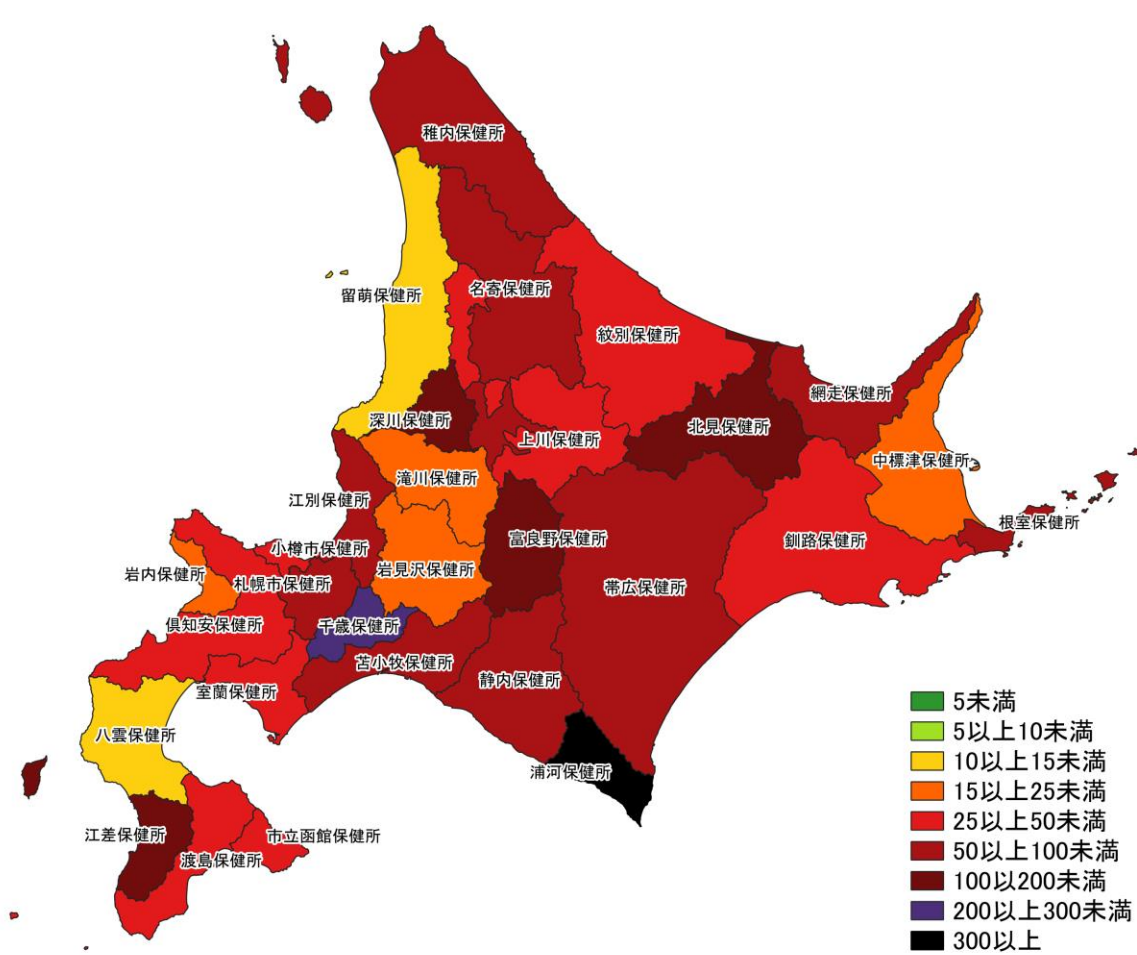 稚内保健所
名寄保健所
留萌保健所
紋別保健所
網走保健所
深川保健所
北見保健所
上川保健所
中標津保健所
滝川保健所
江別保健所
根室保健所
富良野保健所
釧路保健所
小樽市保健所
岩見沢保健所
岩内保健所
札幌市保健所
帯広保健所
倶知安保健所
千歳保健所
苫小牧保健所
静内保健所
室蘭保健所
八雲保健所
浦河保健所
江差保健所
市立函館保健所
渡島保健所
5未満
5以上10未満
10以上15未満
15以上25未満
25以上50未満
50以上100未満
100以200未満
200以上300未満
300以上